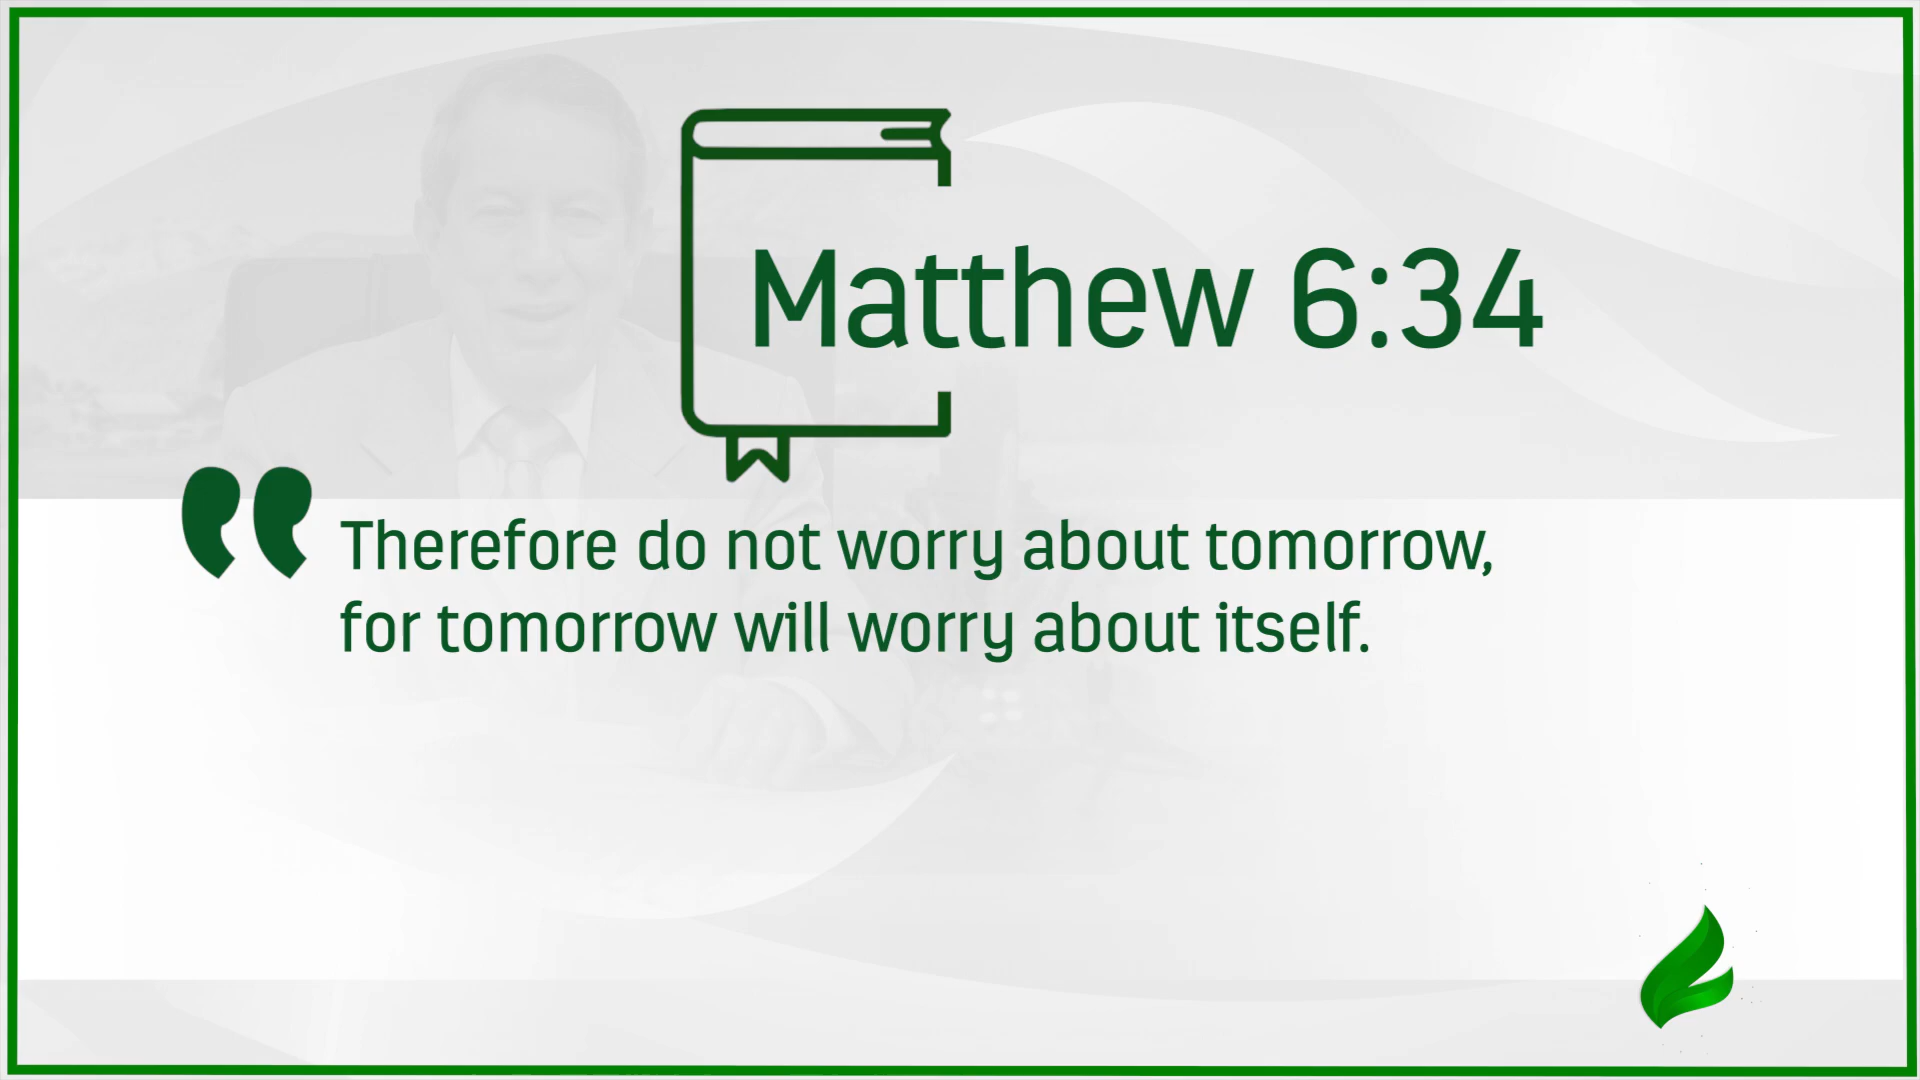 Matthew 6:34
Therefore do not worry about tomorrow,
for tomorrow will worry about itself.